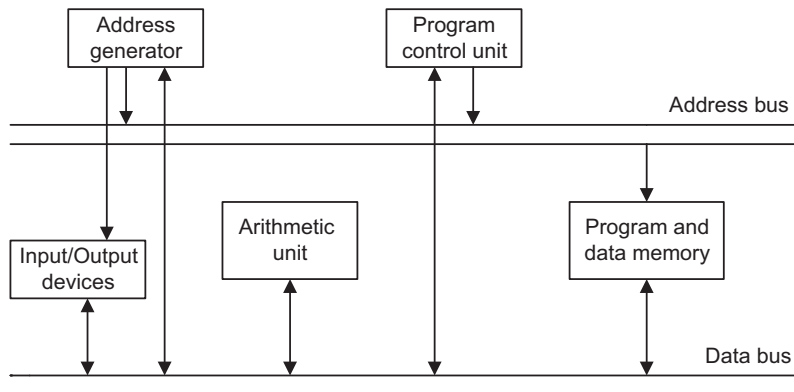 Address
generator
Program
control unit
Address bus
Input/Output
devices
Arithmetic
unit
Program and
data memory
Data bus